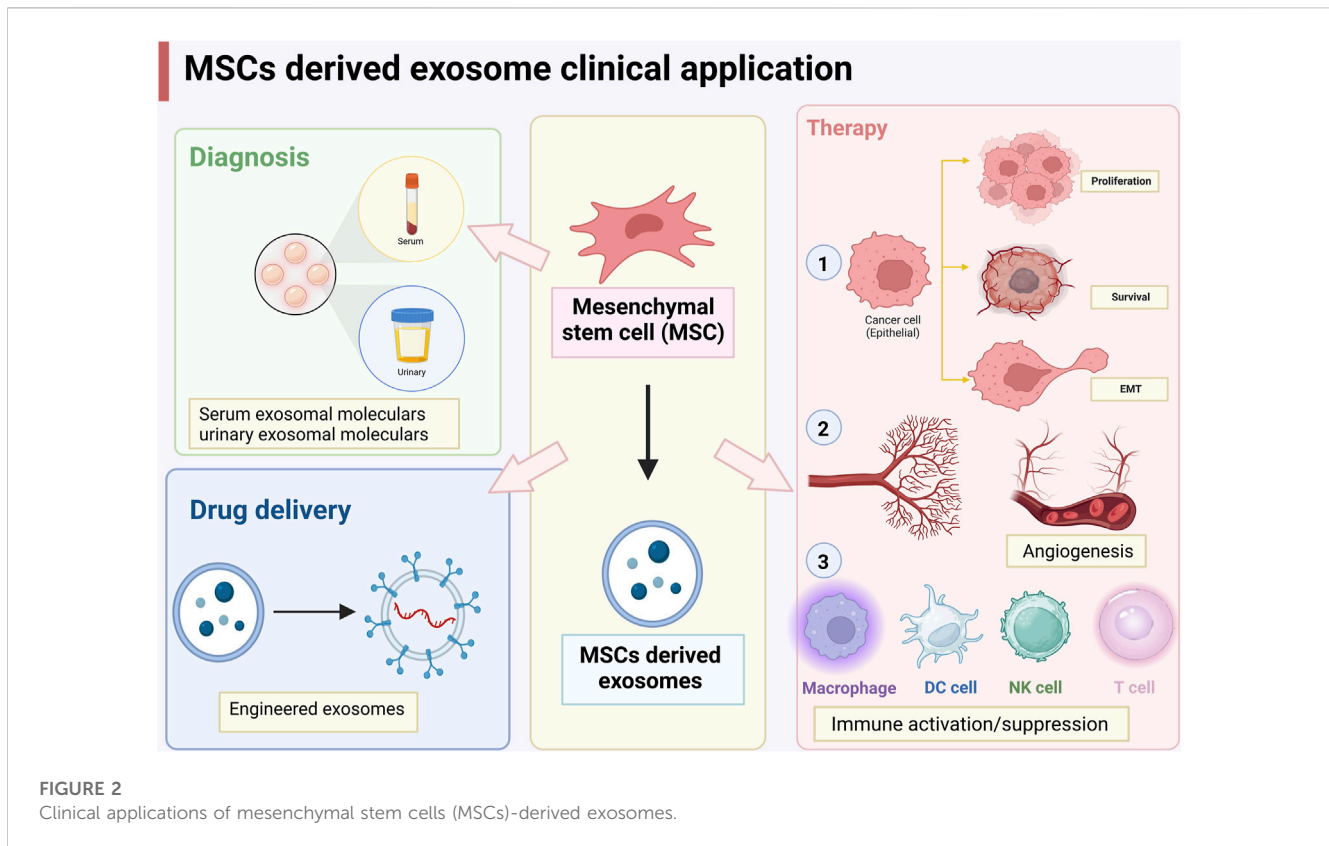 MSCs derived exosome clinical application
Diagnosis
Serum
Urinary
Serum exosomal moleculars
urinary exosomal moleculars
Drug delivery
Engineered exosomes
Mesenchymal
stem cell (MSC)
MSCs derived
exosomes
Therapy
1
Cancer cell
(Epithelial)
Proliferation
Survival
EMT
2
Angiogenesis
3
Macrophage
DC cell
NK cell
T cell
Immune activation/suppression
FIGURE 2
Clinical applications of mesenchymal stem cells (MSCs)-derived exosomes.